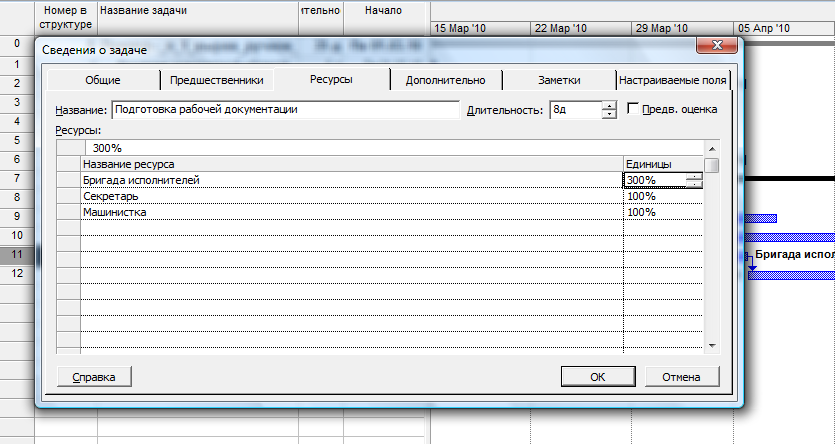 Номер в структуре
Название задачи
ительно
Начало
15 Мар '10
22 Мар '10
29 Мар '10
05 Апр '10
0
Сведения о задаче
1
Общие
Предшественники
Ресурсы
Дополнительно
Заметки
Настраиваемые поля
2
Название: Подготовка рабочей документации
Длительность: 8д
Предв. оценка
3
Ресурсы:
4
300%
5
Название ресурса
Единицы
6
Бригада исполнителей
300%
7
Секретарь
100%
8
Машинистка
100%
9
10
11
Бригада испол
12
Справка
ОК
Отмена